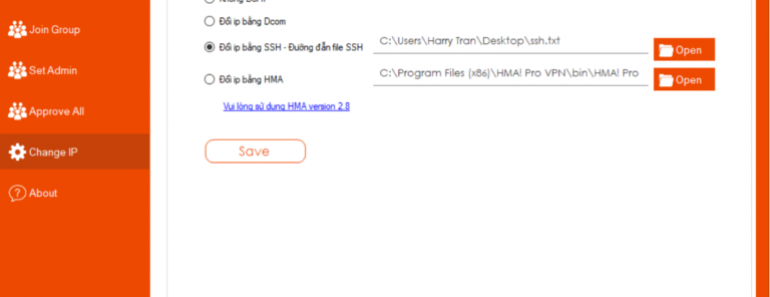 Join Group
Đổi ip bằng Dcom
Đổi ip bằng SSH - Đường dẫn file SSH
C:\Users\Harry Tran\Desktop\ssh.txt
Open
Set Admin
Đổi ip bằng HMA
C:\Program Files (x86)\HMA! Pro VPN\bin\HMA! Pro
Open
Approve All
Vui lòng sử dụng HMA version 2.8
Change IP
Save
About